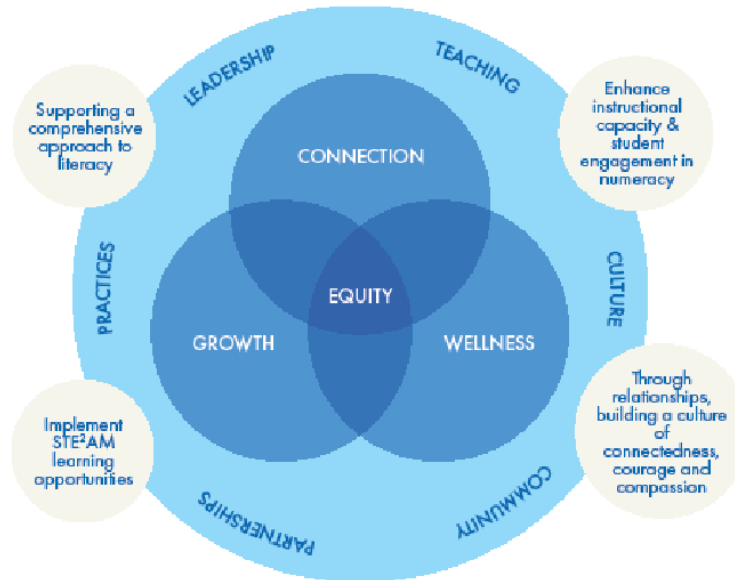 LEADERSHIP
TEACHING
Supporting a
comprehensive
approach to
literacy
Enhance
instructional
capacity &
student
engagement in
numeracy
CONNECTION
PRACTICES
CULTURE
EQUITY
GROWTH
WELLNESS
Implement
STE²AM
learning
opportunities
Through
relationships,
building a culture
of
connectedness,
courage and
compassion
PARTNERSHIPS
COMMUNITY